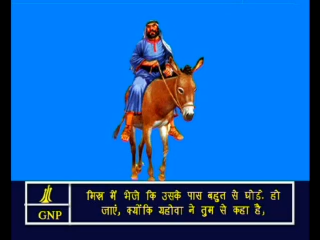 मिस्र में भेजे कि उसके पास बहुत से घोडे. हो
जाएं, क्योंकि यहोवा ने तुम से कहा है,
GNP